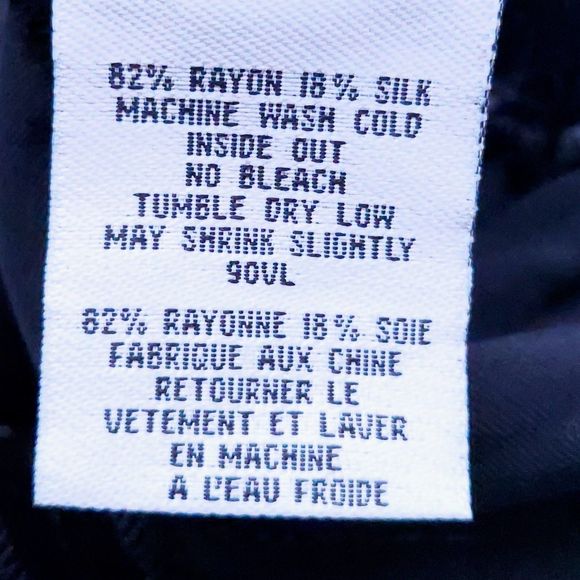 82% RAYON 18% SILK
MACHINE WASH COLD
INSIDE OUT
NO BLEACH
TUMBLE DRY LOW
MAY SHRINK SLIGHTLY
90VL
82% RAYONNE 18% SOIE
FABRIQUE AUX CHINE
RETOURNER LE
VETEMENT ET LAVER
EN MACHINE
A L'EAU FROIDE